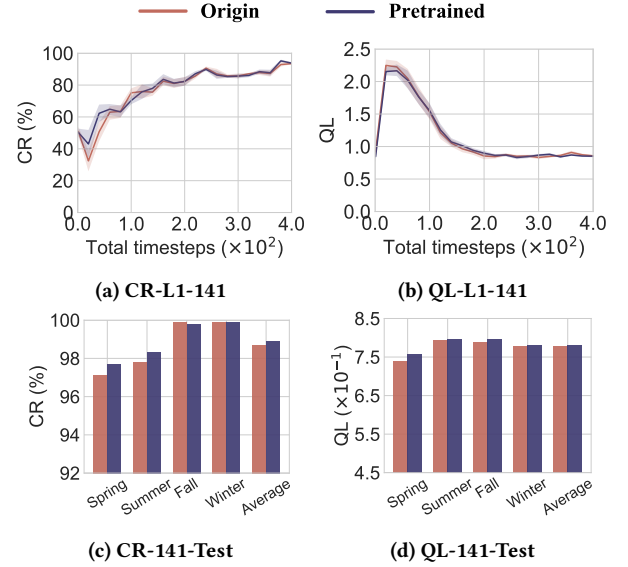 Origin Pretrained
100
80
60
40
20
0
CR (%)
0.0 1.0 2.0 3.0 4.0
Total timesteps (×10²)
(a) CR-L1-141
2.5
2.0
1.5
1.0
0.5
0.0
QL
0.0 1.0 2.0 3.0 4.0
Total timesteps (×10²)
(b) QL-L1-141
100
98
96
94
92
CR (%)
Spring Summer Fall Winter Average
(c) CR-141-Test
8.5
7.5
6.5
5.5
4.5
QL (×10⁻¹)
Spring Summer Fall Winter Average
(d) QL-141-Test